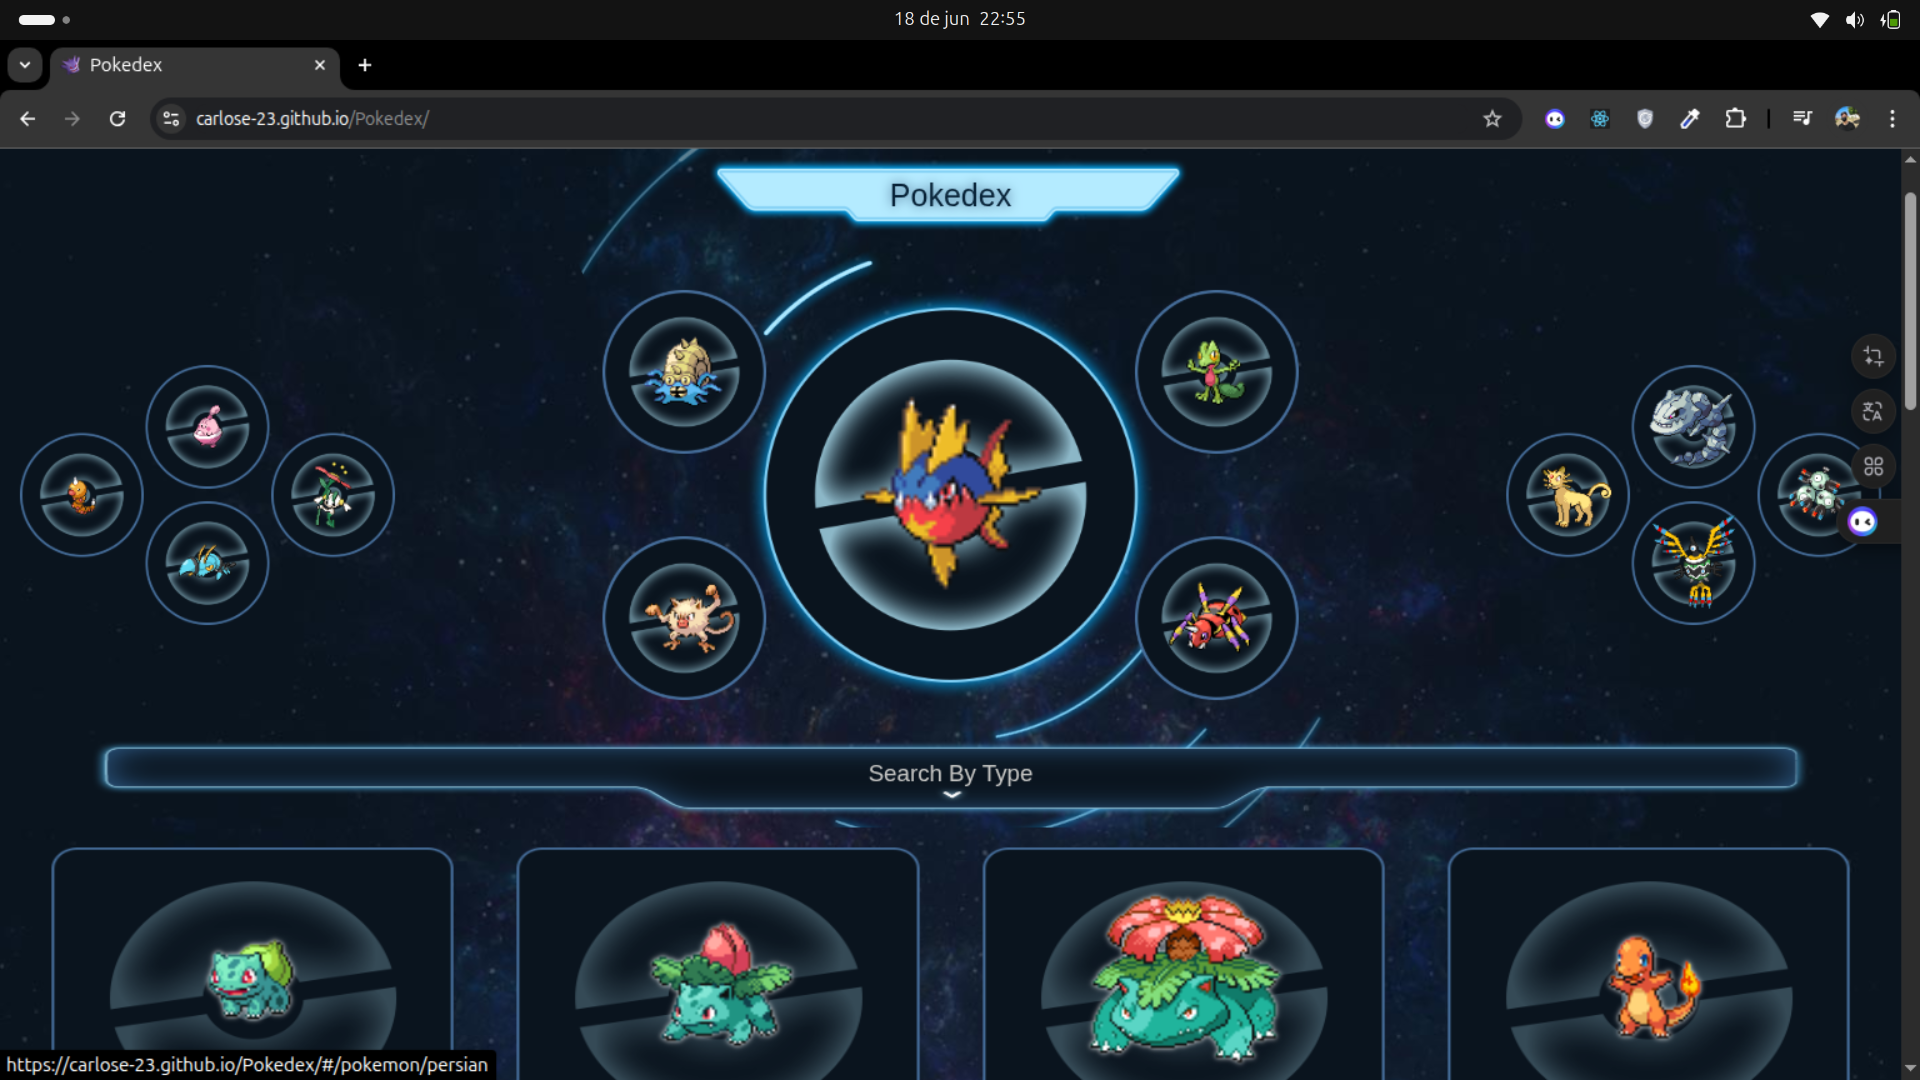 18 de jun 22:55
Pokedex
carlose-23.github.io/Pokedex/
Pokedex
Search By Type
https://carlose-23.github.io/Pokedex/#/pokemon/persian